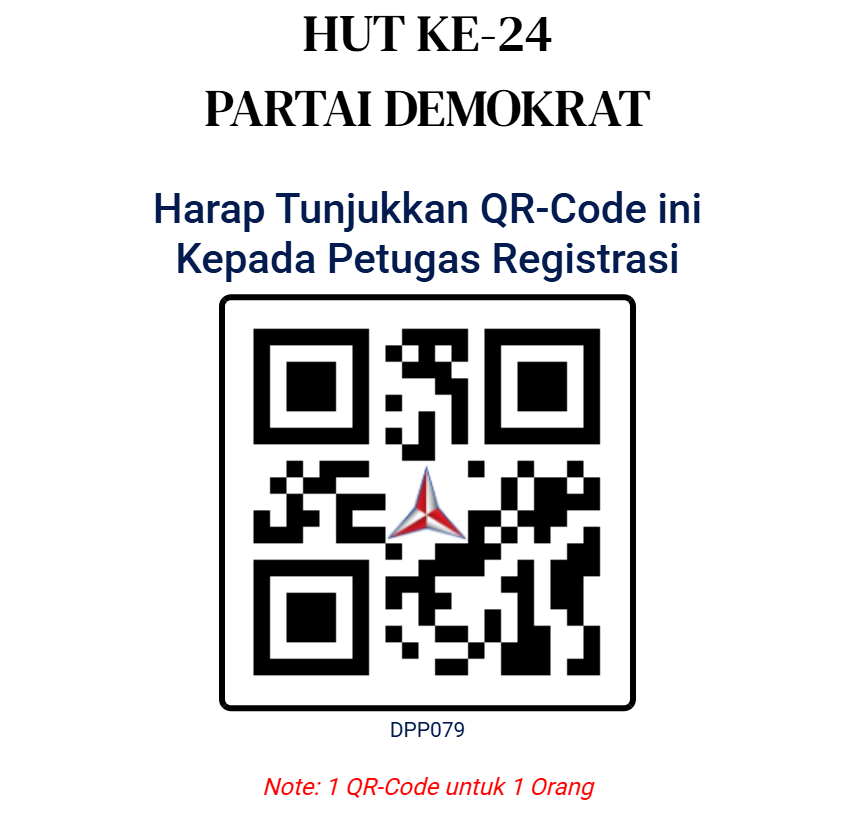 HUT KE-24
PARTAI DEMOKRAT
Harap Tunjukkan QR-Code ini
Kepada Petugas Registrasi
DPP079
Note: 1 QR-Code untuk 1 Orang